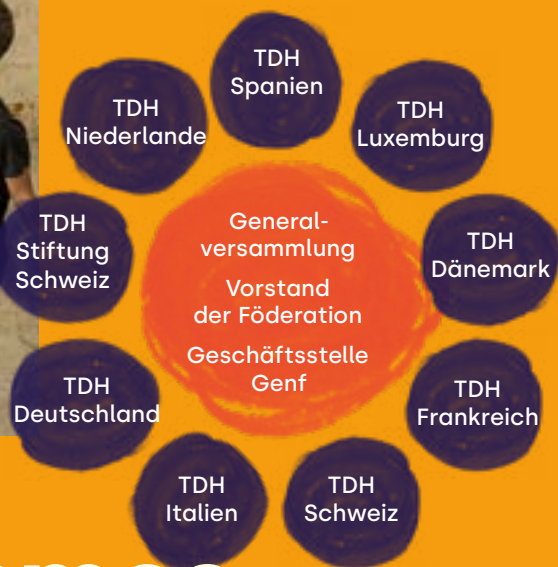 TDH
Spanien
TDH
Niederlande
TDH
Luxemburg
TDH
Stiftung
Schweiz
General-
versammlung
Vorstand
der Föderation
Geschäftsstelle
Genf
TDH
Dänemark
TDH
Deutschland
TDH
Frankreich
TDH
Italien
TDH
Schweiz